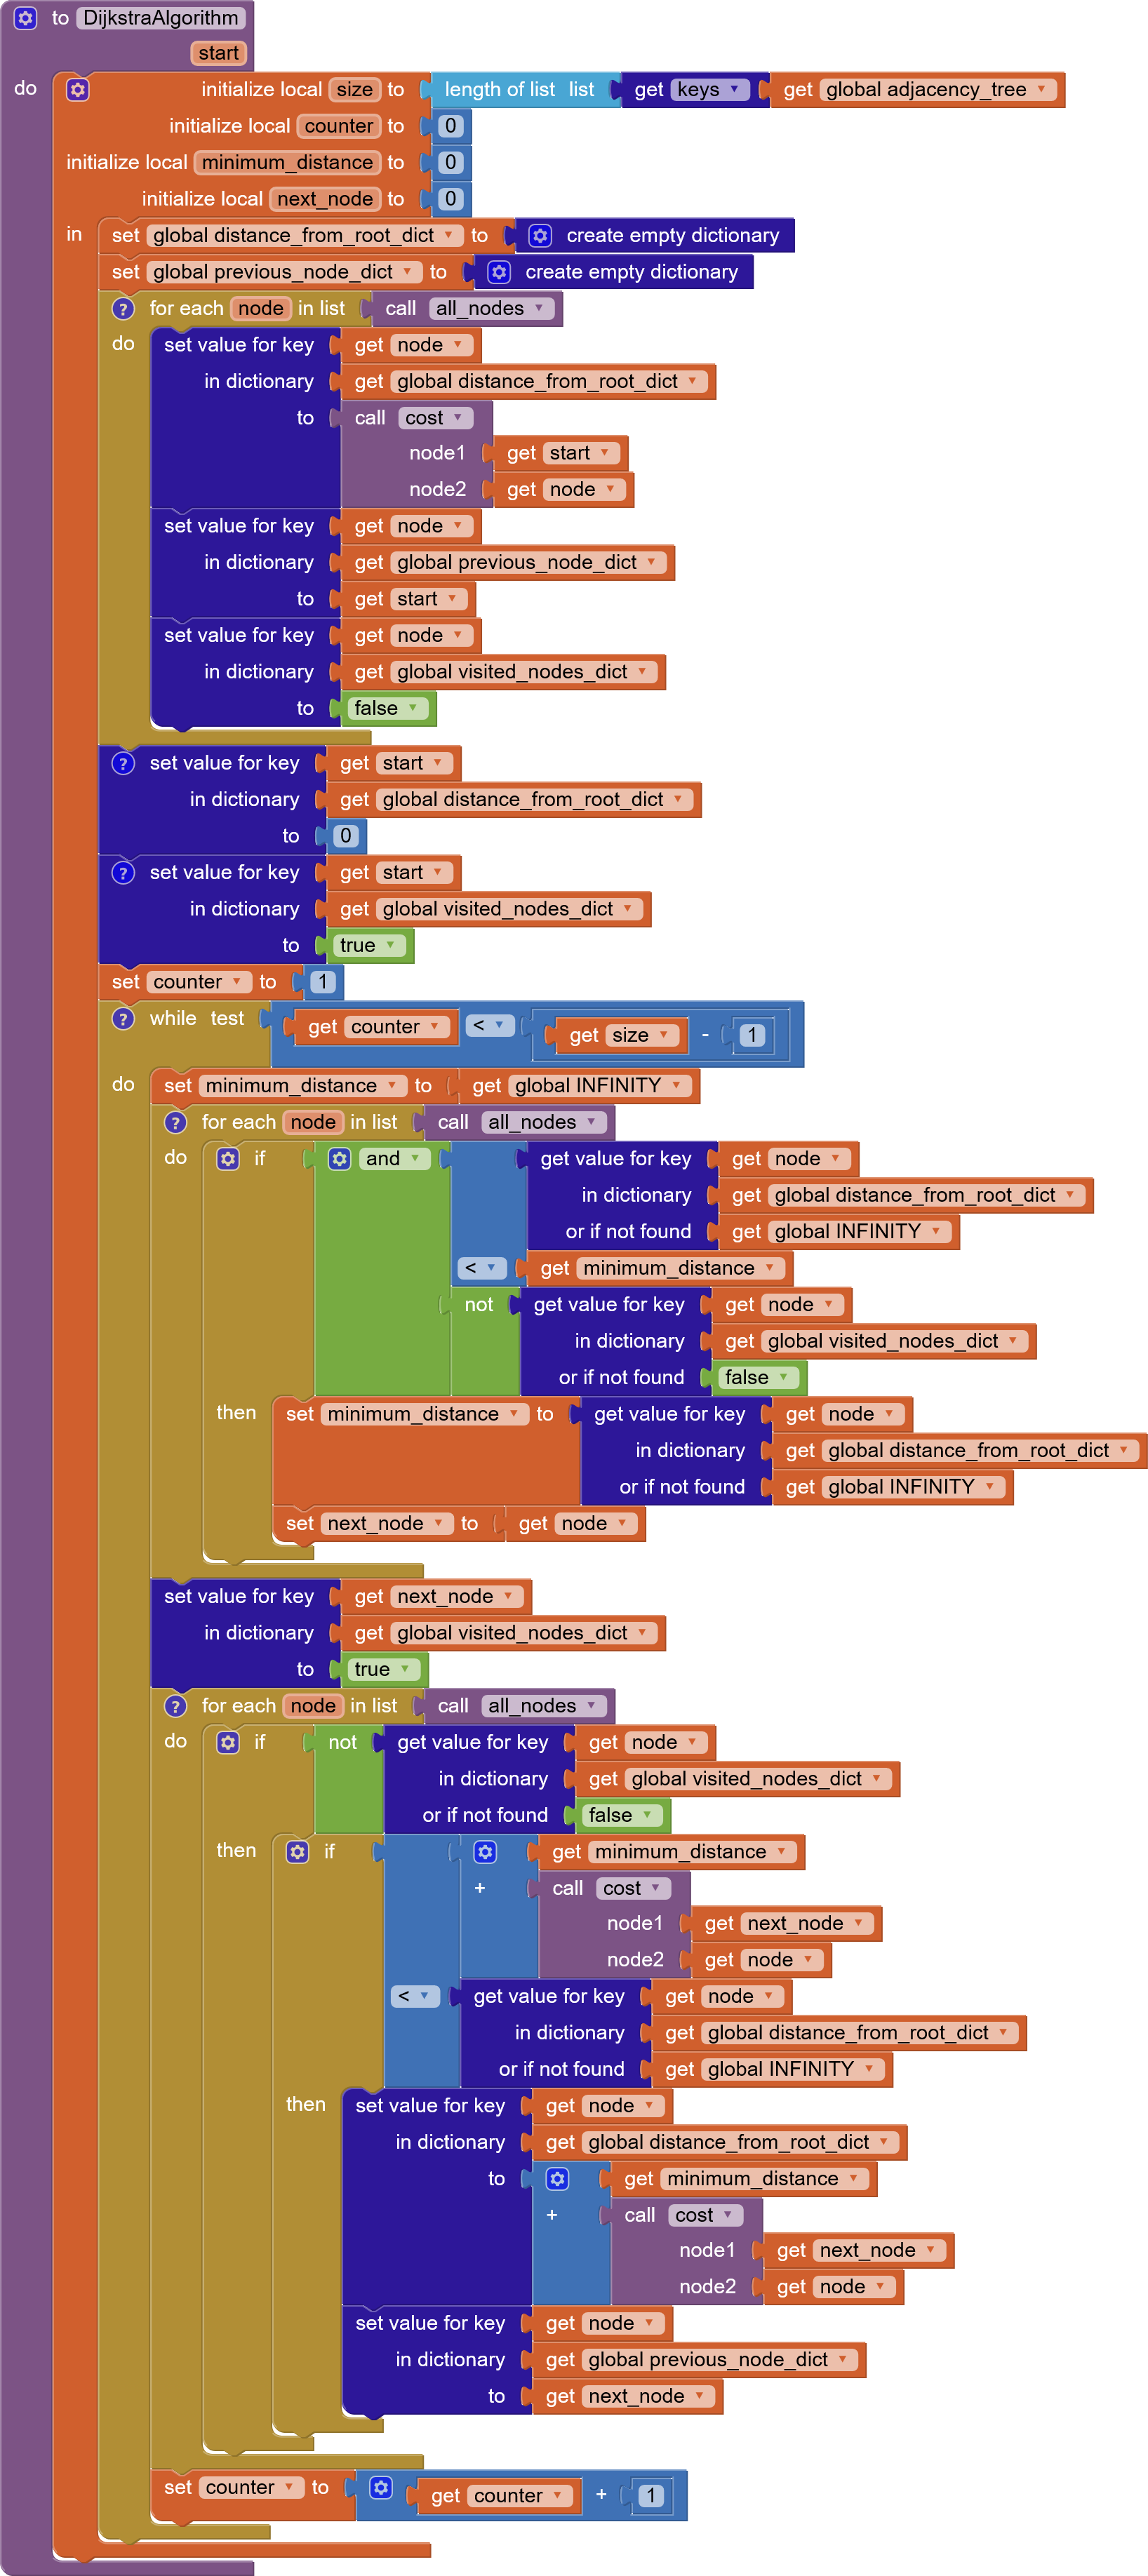 to DijkstraAlgorithm
start
do initialize local size to length of list list get keys get global adjacency_tree
initialize local counter to 0
initialize local minimum_distance to 0
initialize local next_node to 0
in set global distance_from_root_dict to create empty dictionary
set global previous_node_dict to create empty dictionary
? for each node in list call all_nodes
do set value for key get node
in dictionary get global distance_from_root_dict
to call cost
node1 get start
node2 get node
set value for key get node
in dictionary get global previous_node_dict
to get start
set value for key get node
in dictionary get global visited_nodes_dict
to false
? set value for key get start
in dictionary get global distance_from_root_dict
to 0
? set value for key get start
in dictionary get global visited_nodes_dict
to true
set counter to 1
? while test get counter < get size - 1
do set minimum_distance to get global INFINITY
? for each node in list call all_nodes
do if and get value for key get node
in dictionary get global distance_from_root_dict
or if not found get global INFINITY
< get minimum_distance
not get value for key get node
in dictionary get global visited_nodes_dict
or if not found false
then set minimum_distance to get value for key get node
in dictionary get global distance_from_root_dict
or if not found get global INFINITY
set next_node to get node
set value for key get next_node
in dictionary get global visited_nodes_dict
to true
? for each node in list call all_nodes
do if not get value for key get node
in dictionary get global visited_nodes_dict
or if not found false
then if get minimum_distance
+ call cost
node1 get next_node
node2 get node
< get value for key get node
in dictionary get global distance_from_root_dict
or if not found get global INFINITY
then set value for key get node
in dictionary get global distance_from_root_dict
to get minimum_distance
+ call cost
node1 get next_node
node2 get node
set value for key get node
in dictionary get global previous_node_dict
to get next_node
set counter to get counter + 1